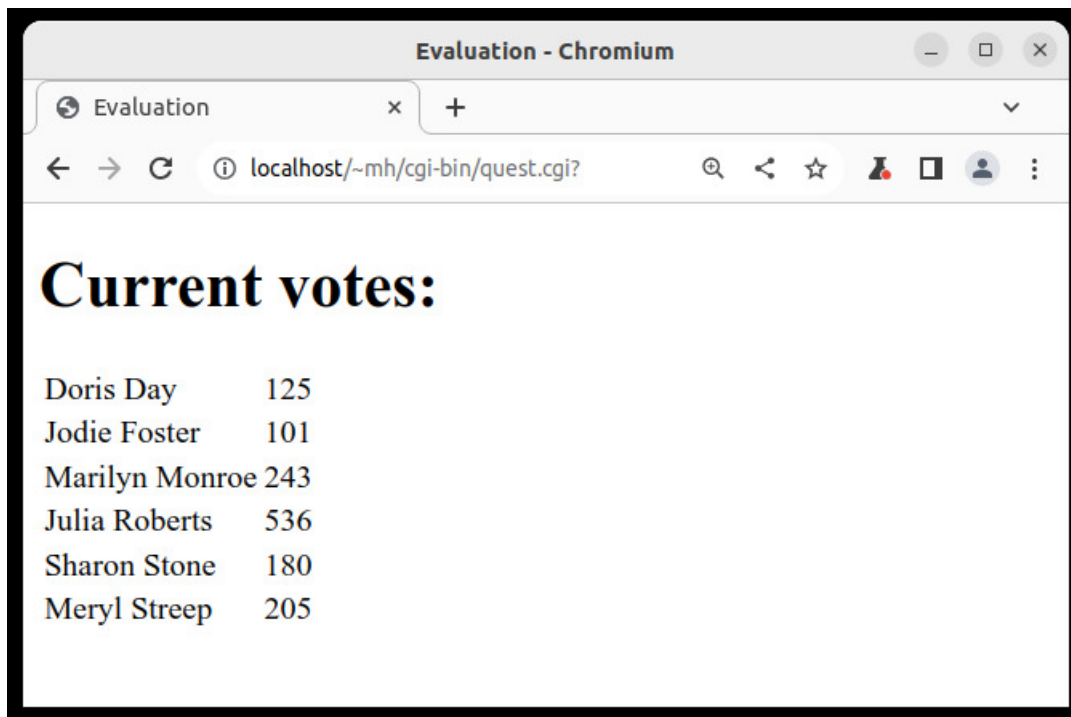 Evaluation - Chromium
Evaluation
localhost/~mh/cgi-bin/quest.cgi?
Current votes:
Doris Day 125
Jodie Foster 101
Marilyn Monroe 243
Julia Roberts 536
Sharon Stone 180
Meryl Streep 205